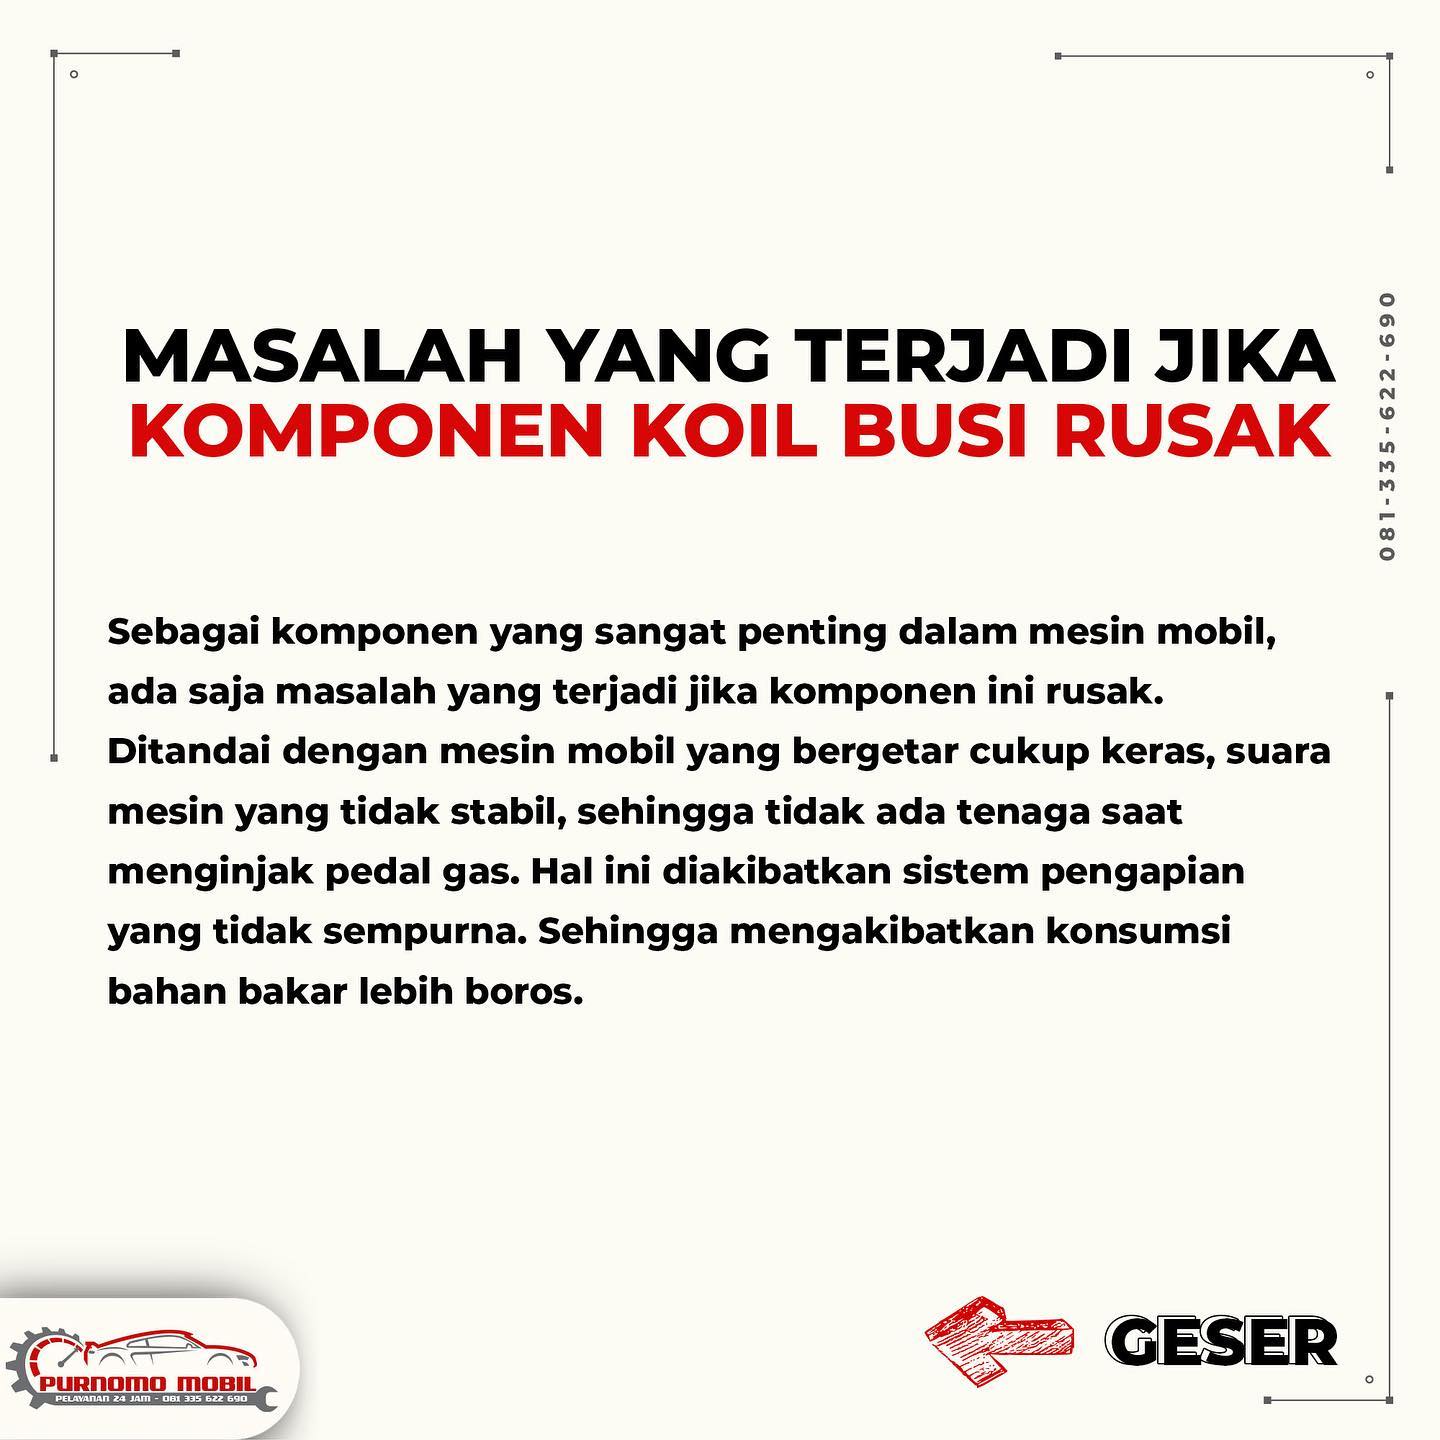 MASALAH YANG TERJADI JIKA
KOMPONEN KOIL BUSI RUSAK
081-335-622-690
Sebagai komponen yang sangat penting dalam mesin mobil,
ada saja masalah yang terjadi jika komponen ini rusak.
Ditandai dengan mesin mobil yang bergetar cukup keras, suara
mesin yang tidak stabil, sehingga tidak ada tenaga saat
menginjak pedal gas. Hal ini diakibatkan sistem pengapian
yang tidak sempurna. Sehingga mengakibatkan konsumsi
bahan bakar lebih boros.
GESER
PURNOMO MOBIL
PELAYANAN 24 JAM - 081 335 622 690